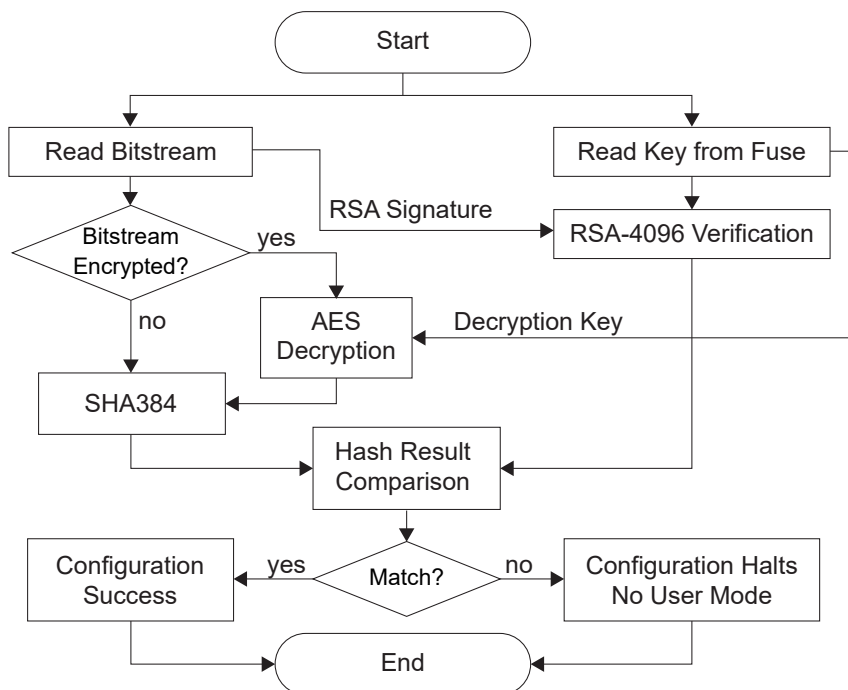 Start
Read Bitstream
Read Key from Fuse
RSA Signature
RSA-4096 Verification
Bitstream
Encrypted?
yes
no
AES
Decryption
Decryption Key
SHA384
Hash Result
Comparison
Configuration
Success
yes
Match?
no
Configuration Halts
No User Mode
End